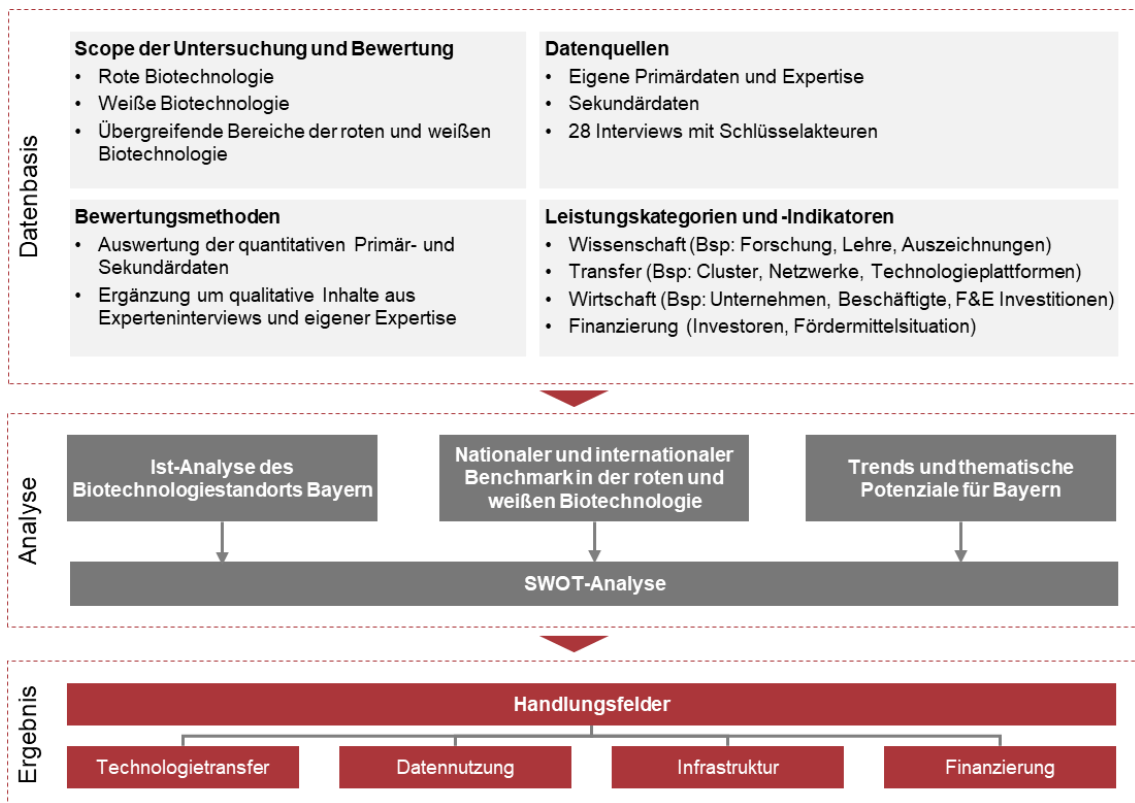 Datenbasis
Scope der Untersuchung und Bewertung
• Rote Biotechnologie
• Weiße Biotechnologie
• Übergreifende Bereiche der roten und weißen
Biotechnologie
Datenquellen
• Eigene Primärdaten und Expertise
• Sekundärdaten
• 28 Interviews mit Schlüsselakteuren
Bewertungsmethoden
• Auswertung der quantitativen Primär- und
Sekundärdaten
• Ergänzung um qualitative Inhalte aus
Experteninterviews und eigener Expertise
Leistungskategorien und -Indikatoren
• Wissenschaft (Bsp: Forschung, Lehre, Auszeichnungen)
• Transfer (Bsp: Cluster, Netzwerke, Technologieplattformen)
• Wirtschaft (Bsp: Unternehmen, Beschäftigte, F&E Investitionen)
• Finanzierung (Investoren, Fördermittelsituation)
Analyse
Ist-Analyse des
Biotechnologiestandorts Bayern
Nationaler und internationaler
Benchmark in der roten und
weißen Biotechnologie
Trends und thematische
Potenziale für Bayern
SWOT-Analyse
Ergebnis
Handlungsfelder
Technologietransfer
Datennutzung
Infrastruktur
Finanzierung